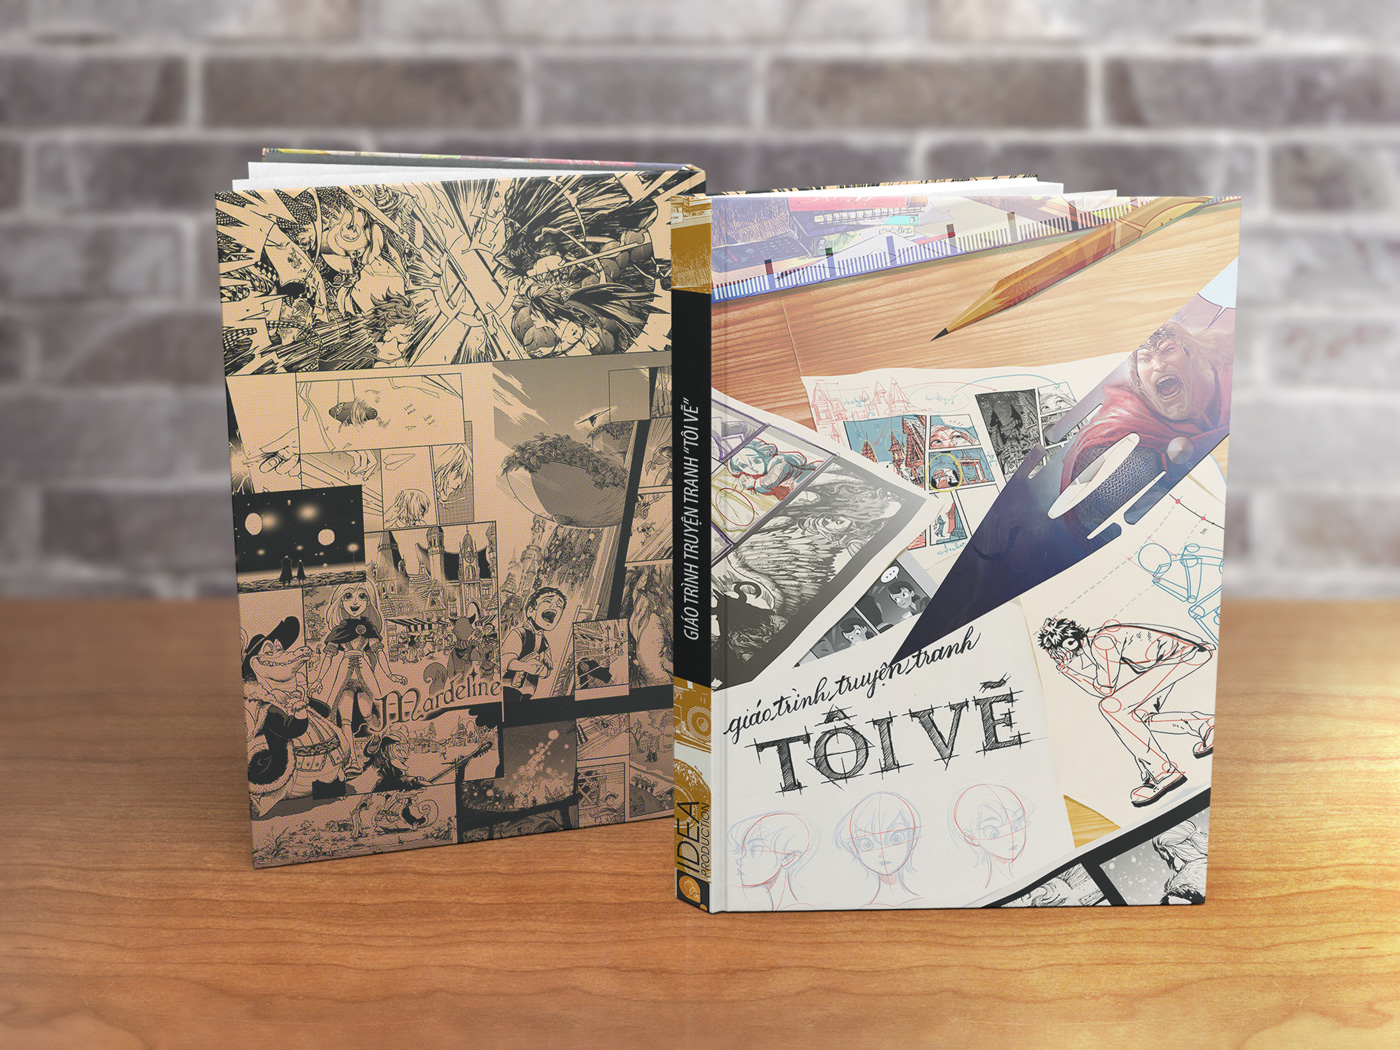 Mardeline
GIÁO TRÌNH TRUYỆN TRANH "TÔI VẼ"
IDEA
PRODUCTION
giáo trình truyện tranh
TÔI VẼ